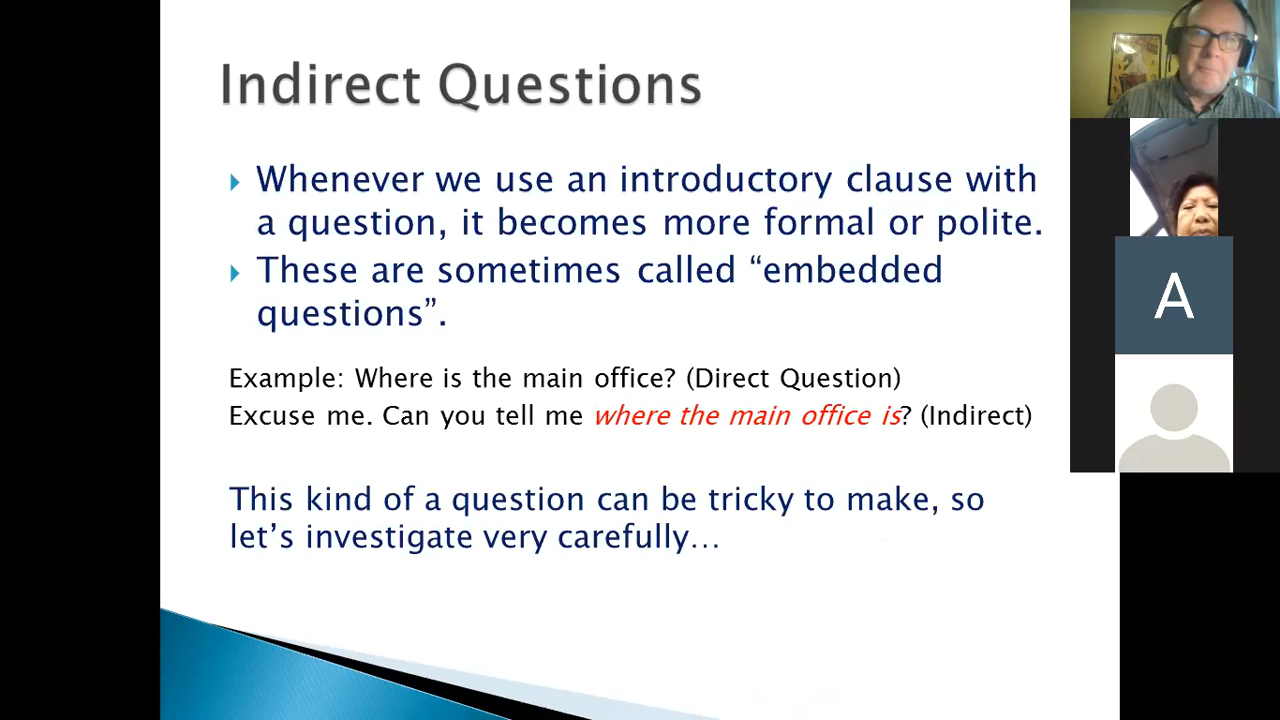 Indirect Questions
Whenever we use an introductory clause with
a question, it becomes more formal or polite.
These are sometimes called “embedded
questions”.
Example: Where is the main office? (Direct Question)
Excuse me. Can you tell me where the main office is? (Indirect)
This kind of a question can be tricky to make, so
let’s investigate very carefully…
A